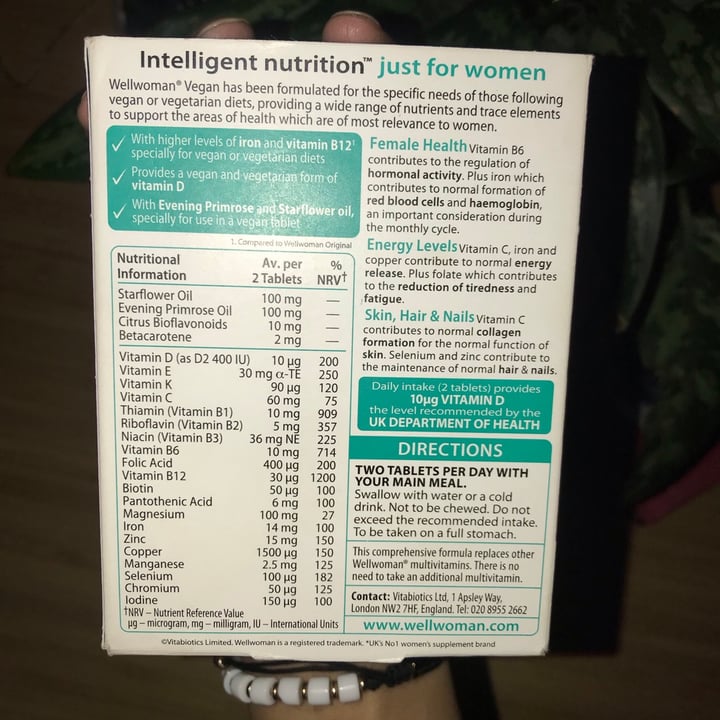 Intelligent nutrition™ just for women
Wellwoman® Vegan has been formulated for the specific needs of those following
vegan or vegetarian diets, providing a wide range of nutrients and trace elements
to support the areas of health which are of most relevance to women.
✓ With higher levels of iron and vitamin B12¹
specially for vegan or vegetarian diets
✓ Provides a vegan and vegetarian form of
vitamin D
✓ With Evening Primrose and Starflower oil,
specially for use in a vegan tablet
1. Compared to Wellwoman Original
Nutritional Information Av. per 2 Tablets % NRV†
Starflower Oil 100 mg —
Evening Primrose Oil 100 mg —
Citrus Bioflavonoids 10 mg —
Betacarotene 2 mg —
Vitamin D (as D2 400 IU) 10 µg 200
Vitamin E 30 mg α-TE 250
Vitamin K 90 µg 120
Vitamin C 60 mg 75
Thiamin (Vitamin B1) 10 mg 909
Riboflavin (Vitamin B2) 5 mg 357
Niacin (Vitamin B3) 36 mg NE 225
Vitamin B6 10 mg 714
Folic Acid 400 µg 200
Vitamin B12 30 µg 1200
Biotin 50 µg 100
Pantothenic Acid 6 mg 100
Magnesium 100 mg 27
Iron 14 mg 100
Zinc 15 mg 150
Copper 1500 µg 150
Manganese 2.5 mg 125
Selenium 100 µg 182
Chromium 50 µg 125
Iodine 150 µg 100
†NRV – Nutrient Reference Value
µg – microgram, mg – milligram, IU – International Units
Female Health Vitamin B6
contributes to the regulation of
hormonal activity. Plus iron which
contributes to normal formation of
red blood cells and haemoglobin,
an important consideration during
the monthly cycle.
Energy Levels Vitamin C, iron and
copper contribute to normal energy
release. Plus folate which contributes
to the reduction of tiredness and
fatigue.
Skin, Hair & Nails Vitamin C
contributes to normal collagen
formation for the normal function of
skin. Selenium and zinc contribute to
the maintenance of normal hair & nails.
Daily intake (2 tablets) provides
10µg VITAMIN D
the level recommended by the
UK DEPARTMENT OF HEALTH
DIRECTIONS
TWO TABLETS PER DAY WITH
YOUR MAIN MEAL.
Swallow with water or a cold
drink. Not to be chewed. Do not
exceed the recommended intake.
To be taken on a full stomach.
This comprehensive formula replaces other
Wellwoman® multivitamins. There is no
need to take an additional multivitamin.
Contact: Vitabiotics Ltd, 1 Apsley Way,
London NW2 7HF, England. Tel: 020 8955 2662
www.wellwoman.com
©Vitabiotics Limited. Wellwoman is a registered trademark. *UK's No1 women's supplement brand